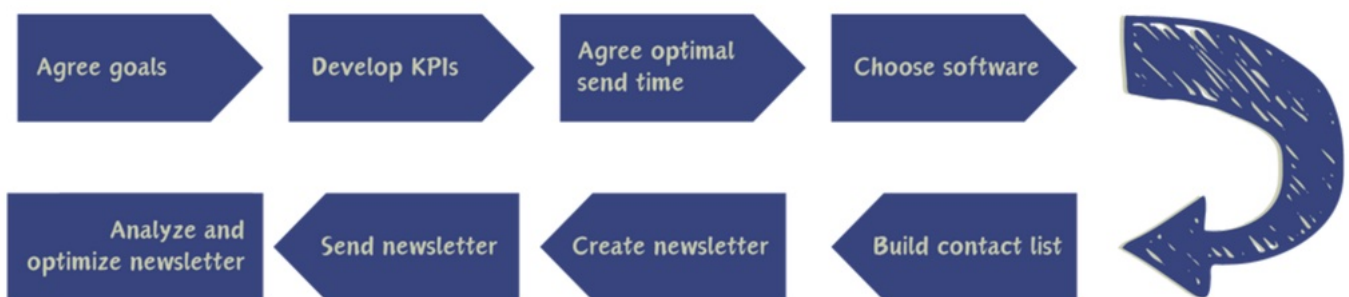 Agree goals
Develop KPIs
Agree optimal
send time
Choose software
Build contact list
Create newsletter
Send newsletter
Analyze and
optimize newsletter